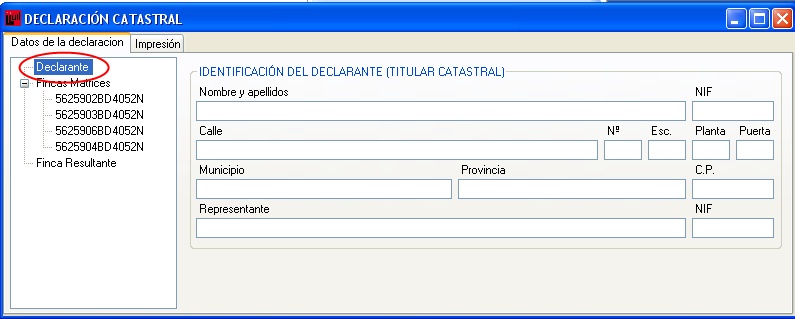 DECLARACIÓN CATASTRAL
Datos de la declaracion Impresión
Declarante
Fincas Matrices
5625902BD4052N
5625903BD4052N
5625906BD4052N
5625904BD4052N
Finca Resultante
IDENTIFICACIÓN DEL DECLARANTE (TITULAR CATASTRAL)
Nombre y apellidos NIF
Calle Nº Esc. Planta Puerta
Municipio Provincia C.P.
Representante NIF